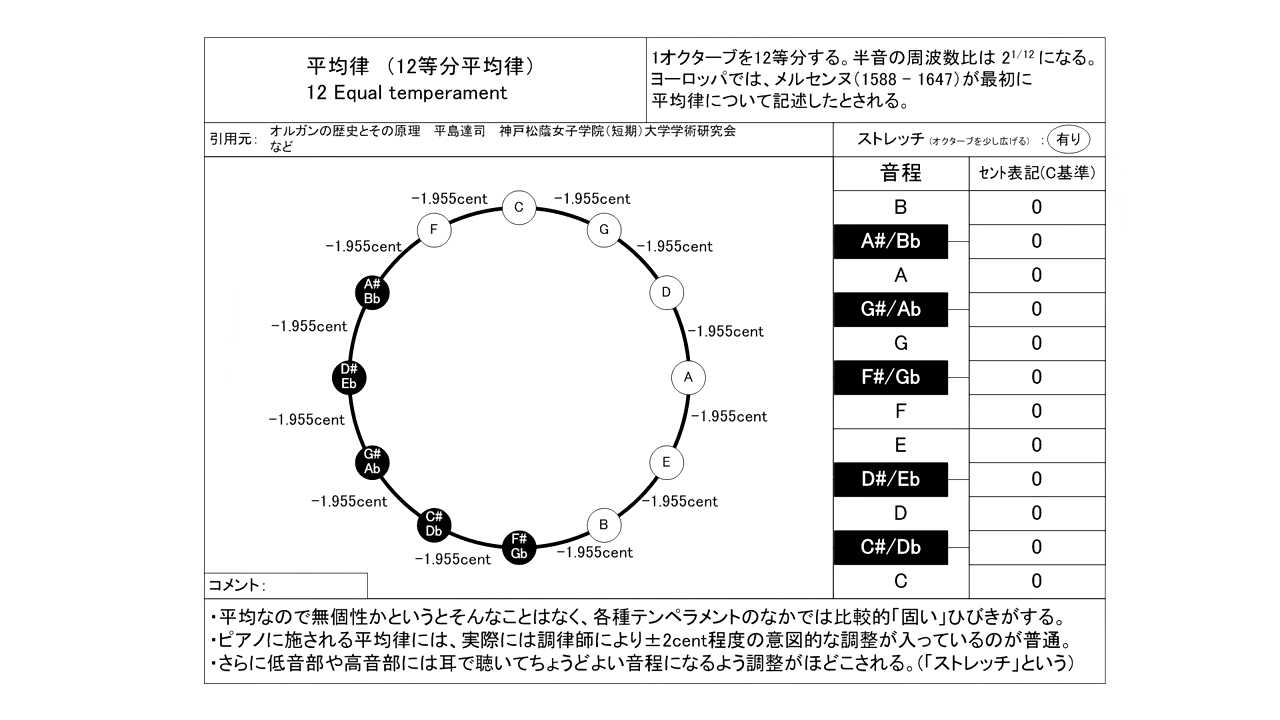 平均律　（12等分平均律）
12 Equal temperament
1オクターブを12等分する。半音の周波数比は 2^1/12 になる。
ヨーロッパでは、メルセンヌ（1588 − 1647）が最初に
平均律について記述したとされる。
引用元：
オルガンの歴史とその原理　平島達司　神戸松蔭女子学院（短期）大学学術研究会
など
ストレッチ（オクターブを少し広げる）：有り
-1.955cent
-1.955cent
C
F
G
-1.955cent
-1.955cent
A#
Bb
D
-1.955cent
-1.955cent
D#
Eb
A
-1.955cent
-1.955cent
G#
Ab
E
-1.955cent
-1.955cent
C#
Db
B
F#
Gb
-1.955cent
-1.955cent
音程　セント表記（C基準）
B 0
A#/Bb 0
A 0
G#/Ab 0
G 0
F#/Gb 0
F 0
E 0
D#/Eb 0
D 0
C#/Db 0
C 0
コメント：
・平均なので無個性かというとそんなことはなく、各種テンペラメントのなかでは比較的「固い」ひびきがする。
・ピアノに施される平均律には、実際には調律師により±2cent程度の意図的な調整が入っているのが普通。
・さらに低音部や高音部には耳で聴いてちょうどよい音程になるよう調整がほどこされる。（「ストレッチ」という）